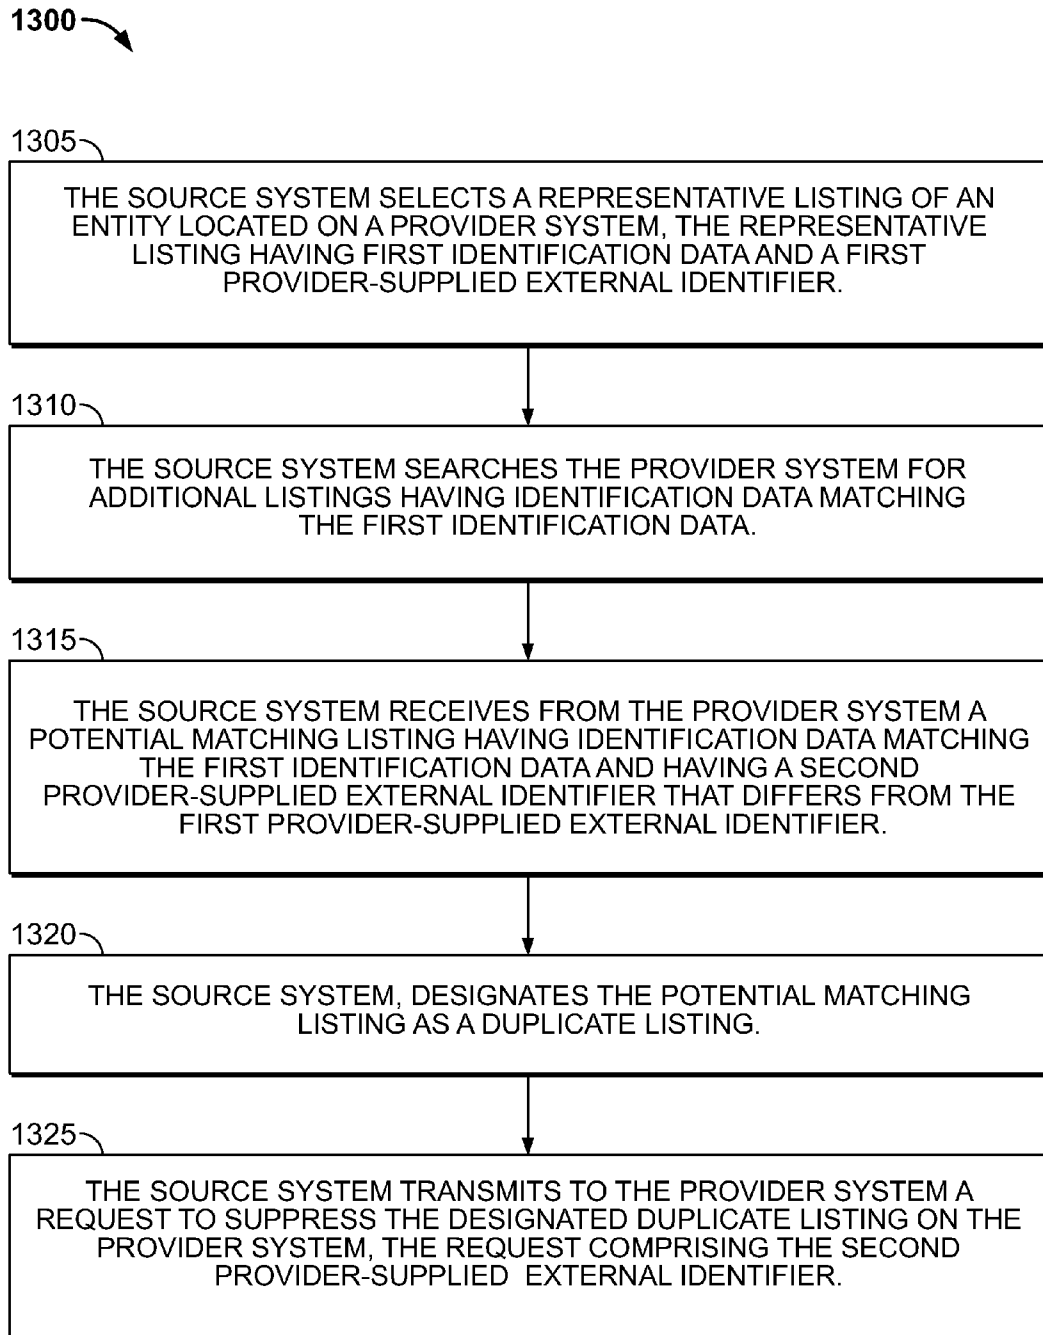 1300
1305
THE SOURCE SYSTEM SELECTS A REPRESENTATIVE LISTING OF AN
ENTITY LOCATED ON A PROVIDER SYSTEM, THE REPRESENTATIVE
LISTING HAVING FIRST IDENTIFICATION DATA AND A FIRST
PROVIDER-SUPPLIED EXTERNAL IDENTIFIER.
1310
THE SOURCE SYSTEM SEARCHES THE PROVIDER SYSTEM FOR
ADDITIONAL LISTINGS HAVING IDENTIFICATION DATA MATCHING
THE FIRST IDENTIFICATION DATA.
1315
THE SOURCE SYSTEM RECEIVES FROM THE PROVIDER SYSTEM A
POTENTIAL MATCHING LISTING HAVING IDENTIFICATION DATA MATCHING
THE FIRST IDENTIFICATION DATA AND HAVING A SECOND
PROVIDER-SUPPLIED EXTERNAL IDENTIFIER THAT DIFFERS FROM THE
FIRST PROVIDER-SUPPLIED EXTERNAL IDENTIFIER.
1320
THE SOURCE SYSTEM, DESIGNATES THE POTENTIAL MATCHING
LISTING AS A DUPLICATE LISTING.
1325
THE SOURCE SYSTEM TRANSMITS TO THE PROVIDER SYSTEM A
REQUEST TO SUPPRESS THE DESIGNATED DUPLICATE LISTING ON THE
PROVIDER SYSTEM, THE REQUEST COMPRISING THE SECOND
PROVIDER-SUPPLIED EXTERNAL IDENTIFIER.